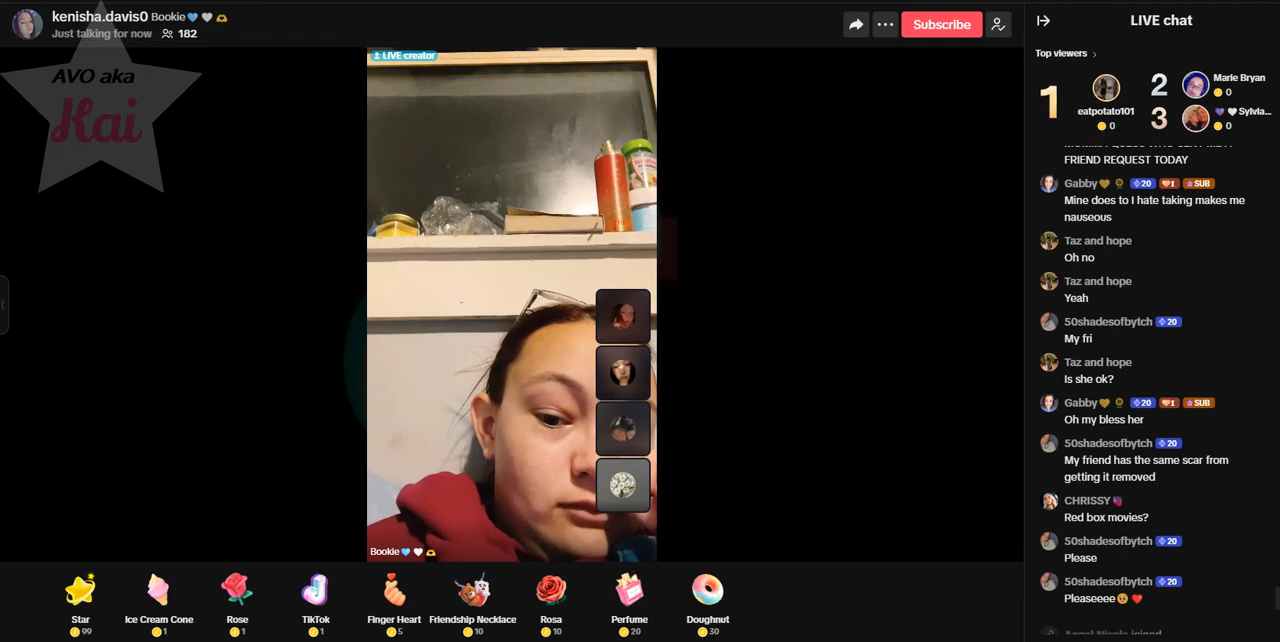 kenisha.davis0 Bookie💙🤍🫶
Just talking for now 182
Subscribe
LIVE chat
AVO aka
Kai
LIVE creator
Top viewers
1
eatpotato101
0
2
Marie Bryan
0
3
💜🤍Sylvia...
0
FRIEND REQUEST TODAY
Gabby💛🌻 20 I SUB
Mine does to I hate taking makes me
nauseous
Taz and hope
Oh no
Taz and hope
Yeah
50shadesofbytch 20
My fri
Taz and hope
Is she ok?
Gabby💛🌻 20 I SUB
Oh my bless her
50shadesofbytch 20
My friend has the same scar from
getting it removed
CHRISSY
Red box movies?
50shadesofbytch 20
Please
50shadesofbytch 20
Pleaseeee😡❤️
Angel Nicole joined
Bookie💙🤍🫶
Star
99
Ice Cream Cone
1
Rose
1
TikTok
1
Finger Heart
5
Friendship Necklace
10
Rosa
10
Perfume
20
Doughnut
30